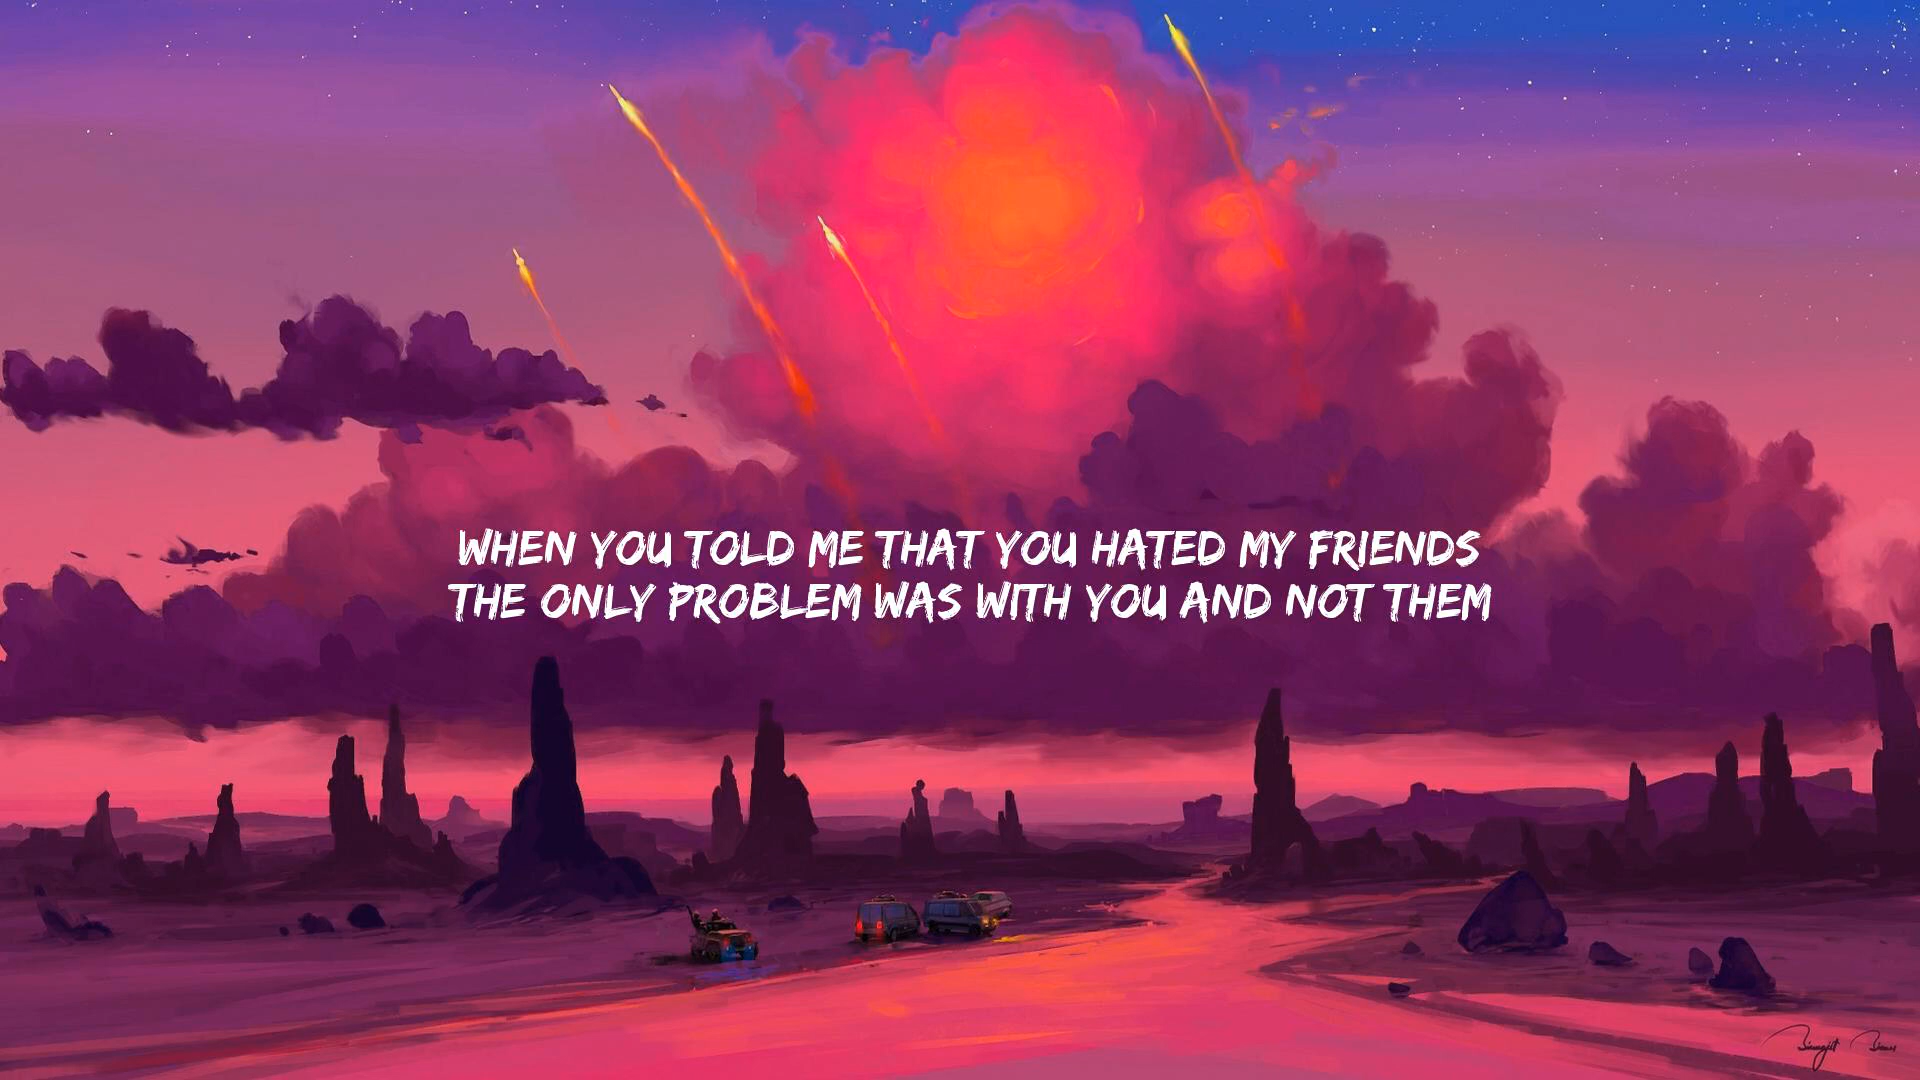 WHEN YOU TOLD ME THAT YOU HATED MY FRIENDS
THE ONLY PROBLEM WAS WITH YOU AND NOT THEM